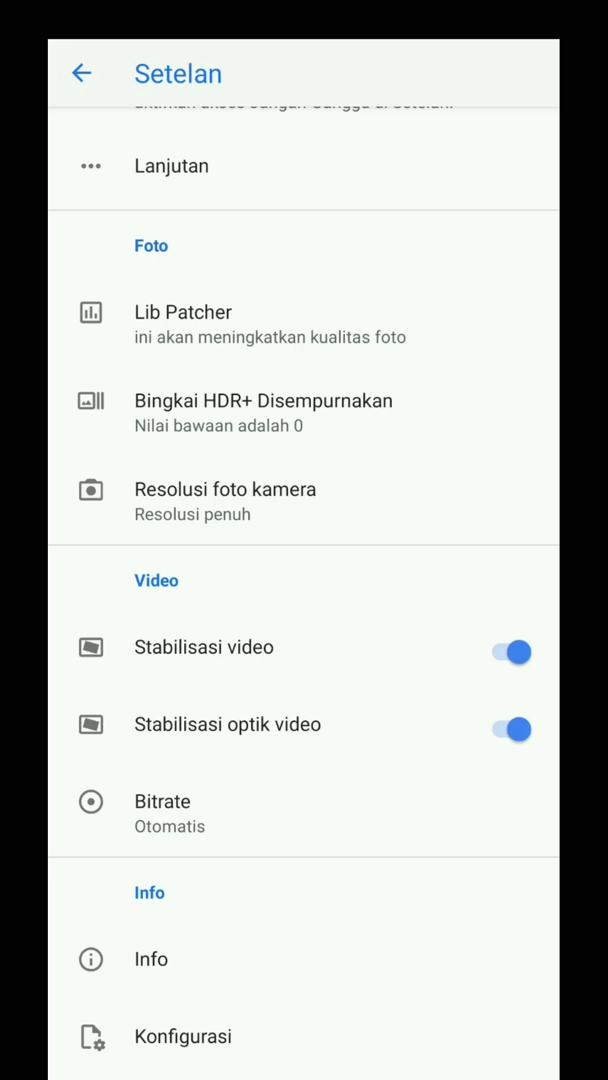 Setelan
Lanjutan
Foto
Lib Patcher
ini akan meningkatkan kualitas foto
Bingkai HDR+ Disempurnakan
Nilai bawaan adalah 0
Resolusi foto kamera
Resolusi penuh
Video
Stabilisasi video
Stabilisasi optik video
Bitrate
Otomatis
Info
Info
Konfigurasi